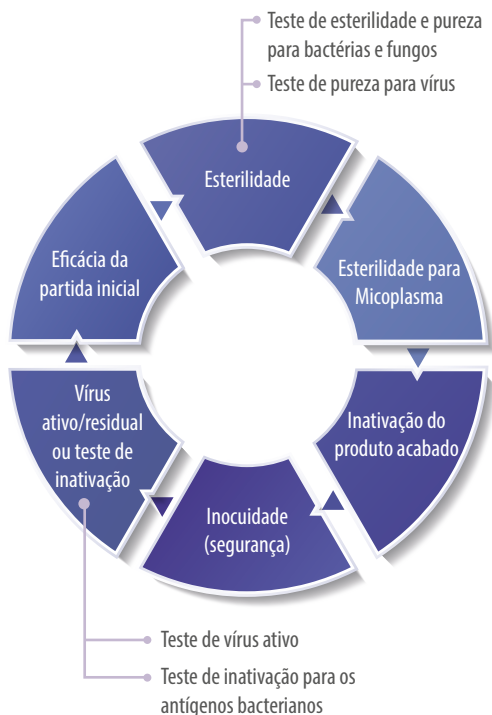 Teste de esterilidade e pureza
para bactérias e fungos
Teste de pureza para vírus
Esterilidade
Esterilidade para
Micoplasma
Inativação do
produto acabado
Inocuidade
(segurança)
Vírus
ativo/residual
ou teste de
inativação
Eficácia da
partida inicial
Teste de vírus ativo
Teste de inativação para os
antígenos bacterianos